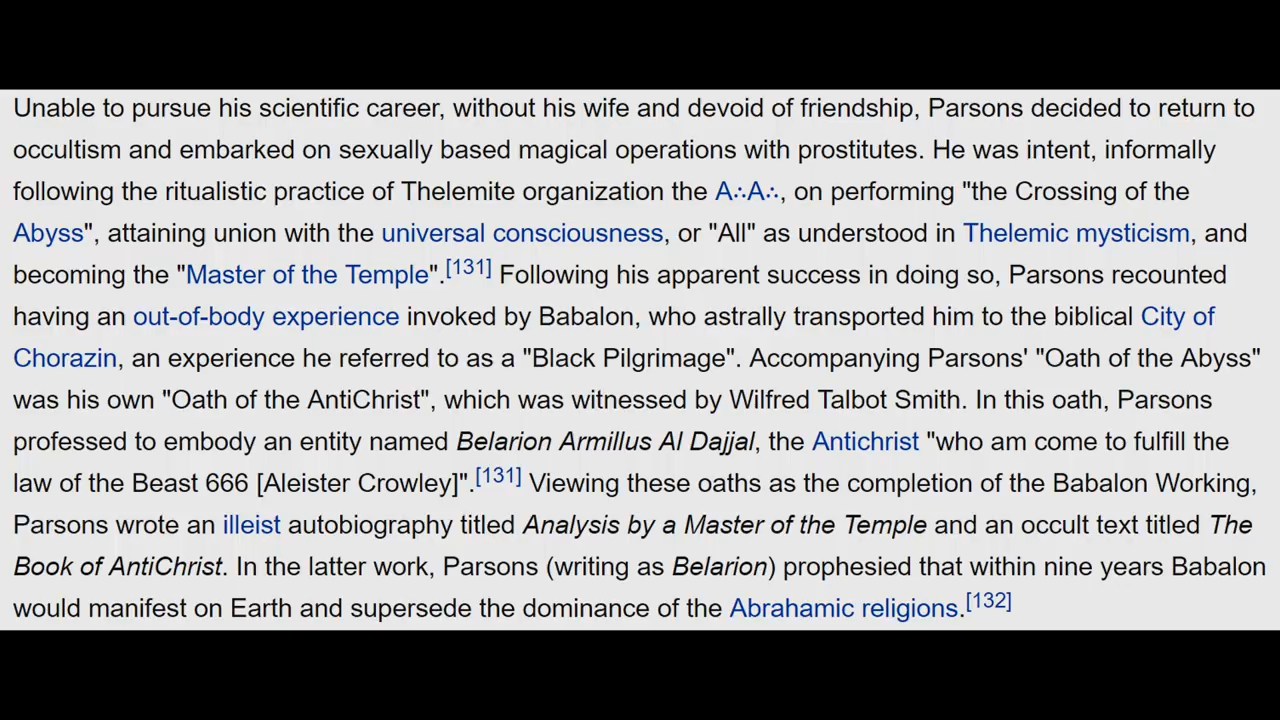 Unable to pursue his scientific career, without his wife and devoid of friendship, Parsons decided to return to
occultism and embarked on sexually based magical operations with prostitutes. He was intent, informally
following the ritualistic practice of Thelemite organization the A∴A∴, on performing "the Crossing of the
Abyss", attaining union with the universal consciousness, or "All" as understood in Thelemic mysticism, and
becoming the "Master of the Temple".[131] Following his apparent success in doing so, Parsons recounted
having an out-of-body experience invoked by Babalon, who astrally transported him to the biblical City of
Chorazin, an experience he referred to as a "Black Pilgrimage". Accompanying Parsons' "Oath of the Abyss"
was his own "Oath of the AntiChrist", which was witnessed by Wilfred Talbot Smith. In this oath, Parsons
professed to embody an entity named Belarion Armillus Al Dajjal, the Antichrist "who am come to fulfill the
law of the Beast 666 [Aleister Crowley]".[131] Viewing these oaths as the completion of the Babalon Working,
Parsons wrote an illeist autobiography titled Analysis by a Master of the Temple and an occult text titled The
Book of AntiChrist. In the latter work, Parsons (writing as Belarion) prophesied that within nine years Babalon
would manifest on Earth and supersede the dominance of the Abrahamic religions.[132]